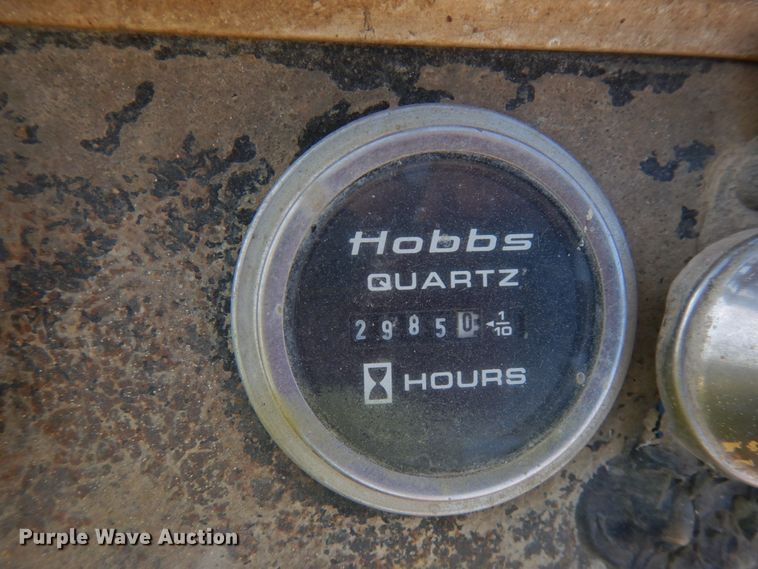 Hobbs
QUARTZ
29850 1/10
HOURS
Purple Wave Auction®